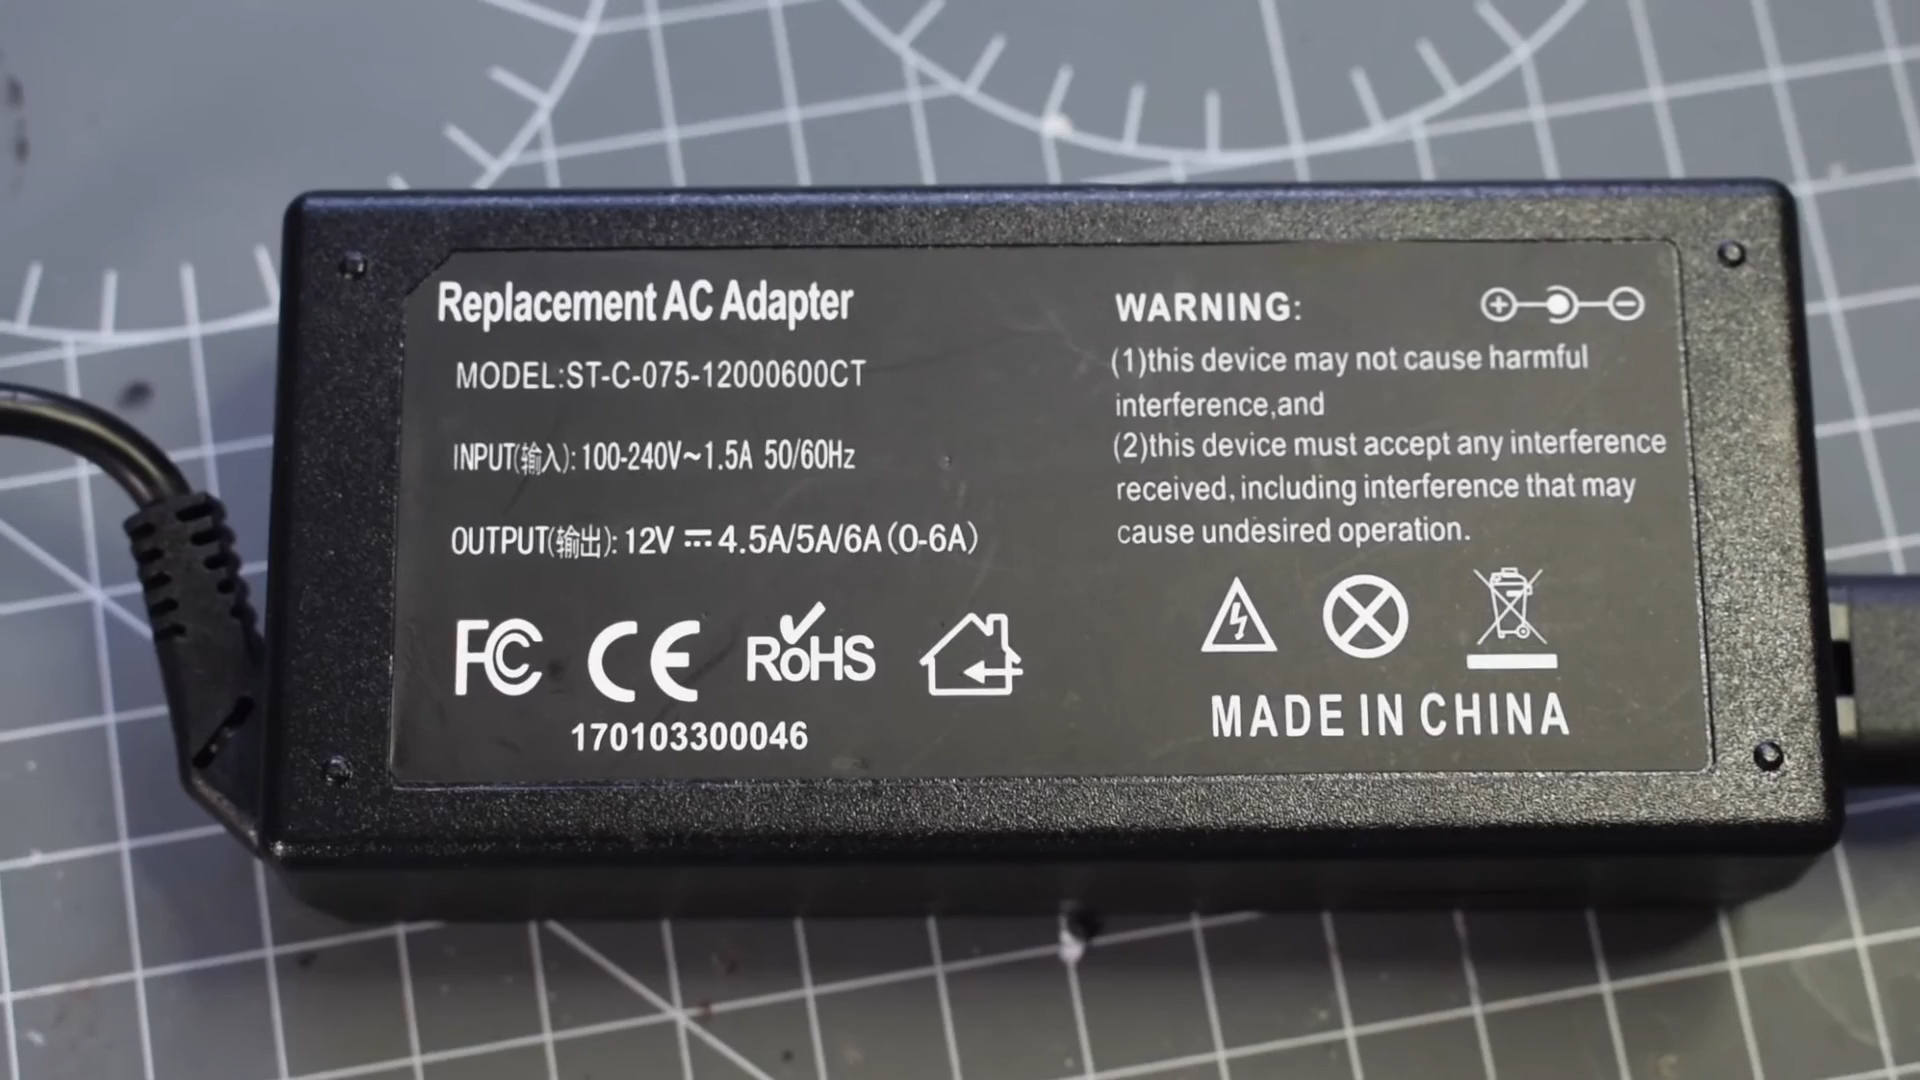 Replacement AC Adapter
MODEL:ST-C-075-12000600CT
INPUT(输入): 100-240V~1.5A 50/60Hz
OUTPUT(输出): 12V ⎓ 4.5A/5A/6A(0-6A)
FC CE RoHS
170103300046
WARNING:
(1)this device may not cause harmful
interference,and
(2)this device must accept any interference
received, including interference that may
cause undesired operation.
MADE IN CHINA